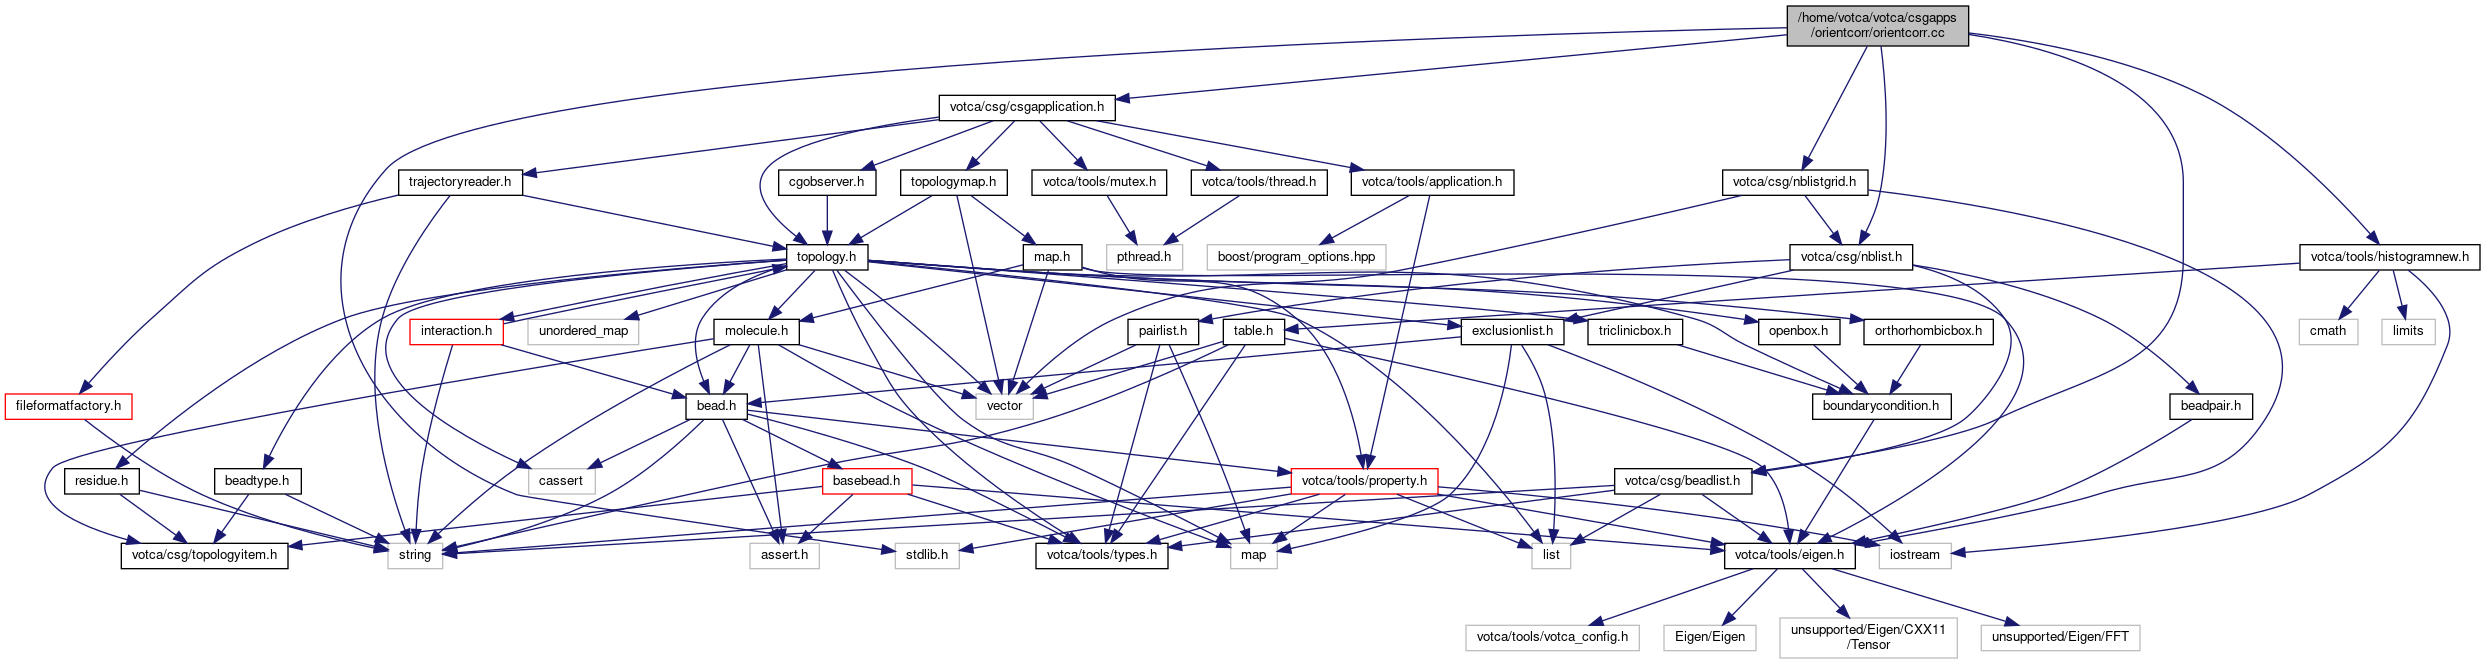 /home/votca/votca/csgapps
/orientcorr/orientcorr.cc
votca/csg/csgapplication.h
trajectoryreader.h
cgobserver.h
topologymap.h
votca/tools/mutex.h
votca/tools/thread.h
votca/tools/application.h
votca/csg/nblistgrid.h
topology.h
map.h
pthread.h
boost/program_options.hpp
votca/csg/nblist.h
votca/tools/histogramnew.h
interaction.h
unordered_map
molecule.h
pairlist.h
table.h
exclusionlist.h
triclinicbox.h
openbox.h
orthorhombicbox.h
cmath
limits
fileformatfactory.h
bead.h
vector
boundarycondition.h
beadpair.h
residue.h
beadtype.h
cassert
basebead.h
votca/tools/property.h
votca/csg/beadlist.h
votca/csg/topologyitem.h
string
assert.h
stdlib.h
votca/tools/types.h
map
list
votca/tools/eigen.h
iostream
votca/tools/votca_config.h
Eigen/Eigen
unsupported/Eigen/CXX11
/Tensor
unsupported/Eigen/FFT